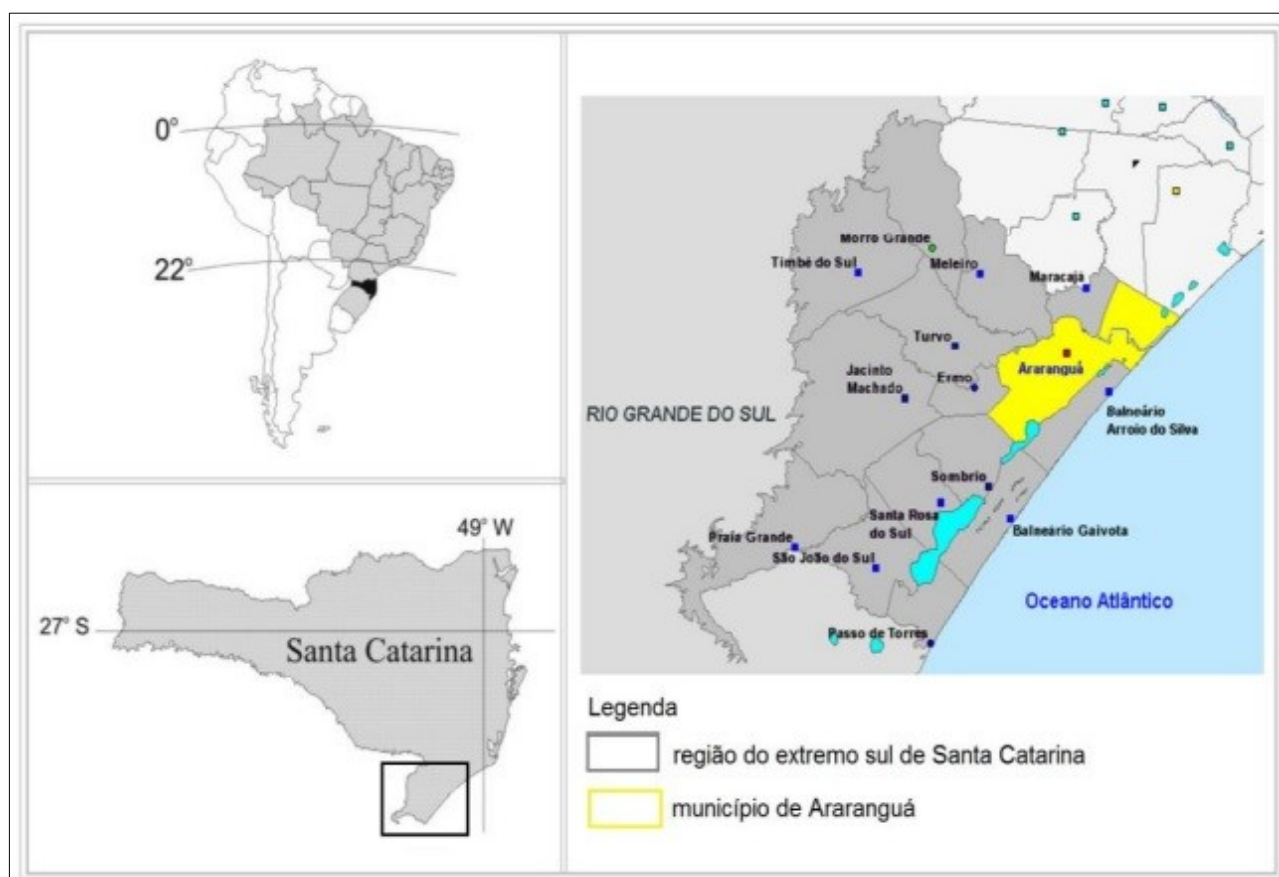 0°
22°
49° W
27° S
Santa Catarina
Morro Grande
Timbé do Sul
Meleiro
Maracajá
Turvo
Araranguá
Jacinto
Machado
Ermo
RIO GRANDE DO SUL
Balneário
Arroio do Silva
Sombrio
Santa Rosa
do Sul
Balneário Gaivota
Praia Grande
São João do Sul
Oceano Atlântico
Passo de Torres
Legenda
região do extremo sul de Santa Catarina
município de Araranguá